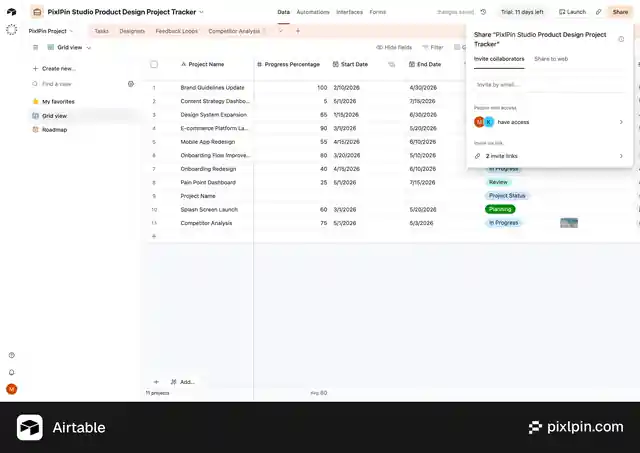 PixlPin Studio Product Design Project Tracker
Data
Automations
Interfaces
Forms
changes saved
Trial: 11 days left
Launch
Share
PixlPin Project
Tasks
Designers
Feedback Loops
Competitor Analysis
Grid view
Hide fields
Filter
Create new...
Find a view
My favorites
Grid view
Roadmap
Project Name
Progress Percentage
Start Date
End Date
1 Brand Guidelines Update 100 2/10/2026 4/30/2026
2 Content Strategy Dashbo... 5 5/1/2026 7/15/2026
3 Design System Expansion 65 1/15/2026 6/30/2026
4 E-commerce Platform La... 90 3/1/2026 5/20/2026
5 Mobile App Redesign 55 4/15/2026 6/10/2026
6 Onboarding Flow Improve... 80 3/20/2026 5/10/2026
7 Onboarding Redesign 40 4/15/2026 6/10/2026 In Progress
8 Pain Point Dashboard 25 5/1/2026 7/15/2026 Review
9 Project Name Project Status
10 Splash Screen Launch 60 3/1/2026 5/20/2026 Planning
11 Competitor Analysis 75 5/1/2026 5/3/2026 In Progress
Share "PixlPin Studio Product Design Project
Tracker"
Invite collaborators
Share to web
Invite by email...
People with access
M
K
have access
Invite via link
2 invite links
Add...
11 projects
M
Airtable
pixlpin.com